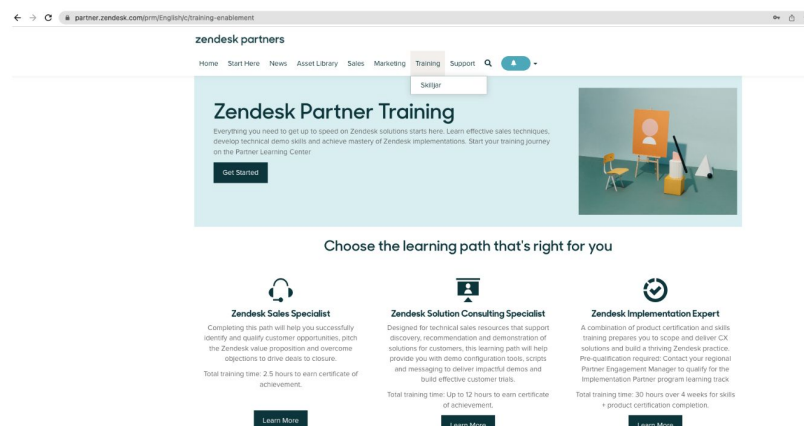 partner.zendesk.com/prm/English/c/training-enablement
zendesk partners
Home Start Here News Asset Library Sales Marketing Training Support
Skilljar
Zendesk Partner Training
Everything you need to get up to speed on Zendesk solutions starts here. Learn effective sales techniques,
develop technical demo skills and achieve mastery of Zendesk implementations. Start your training journey
on the Partner Learning Center
Get Started
Choose the learning path that's right for you
Zendesk Sales Specialist
Completing this path will help you successfully
identify and qualify customer opportunities, pitch
the Zendesk value proposition and overcome
objections to drive deals to closure.
Total training time: 2.5 hours to earn certificate of
achievement.
Learn More
Zendesk Solution Consulting Specialist
Designed for technical sales resources that support
discovery, recommendation and demonstration of
solutions for customers, this learning path will help
provide you with demo configuration tools, scripts
and messaging to deliver impactful demos and
build effective customer trials.
Total training time: Up to 12 hours to earn certificate
of achievement.
Learn More
Zendesk Implementation Expert
A combination of product certification and skills
training prepares you to scope and deliver CX
solutions and build a thriving Zendesk practice.
Pre-qualification required: Contact your regional
Partner Engagement Manager to qualify for the
Implementation Partner program learning track
Total training time: 30 hours over 4 weeks for skills
+ product certification completion.
Learn More